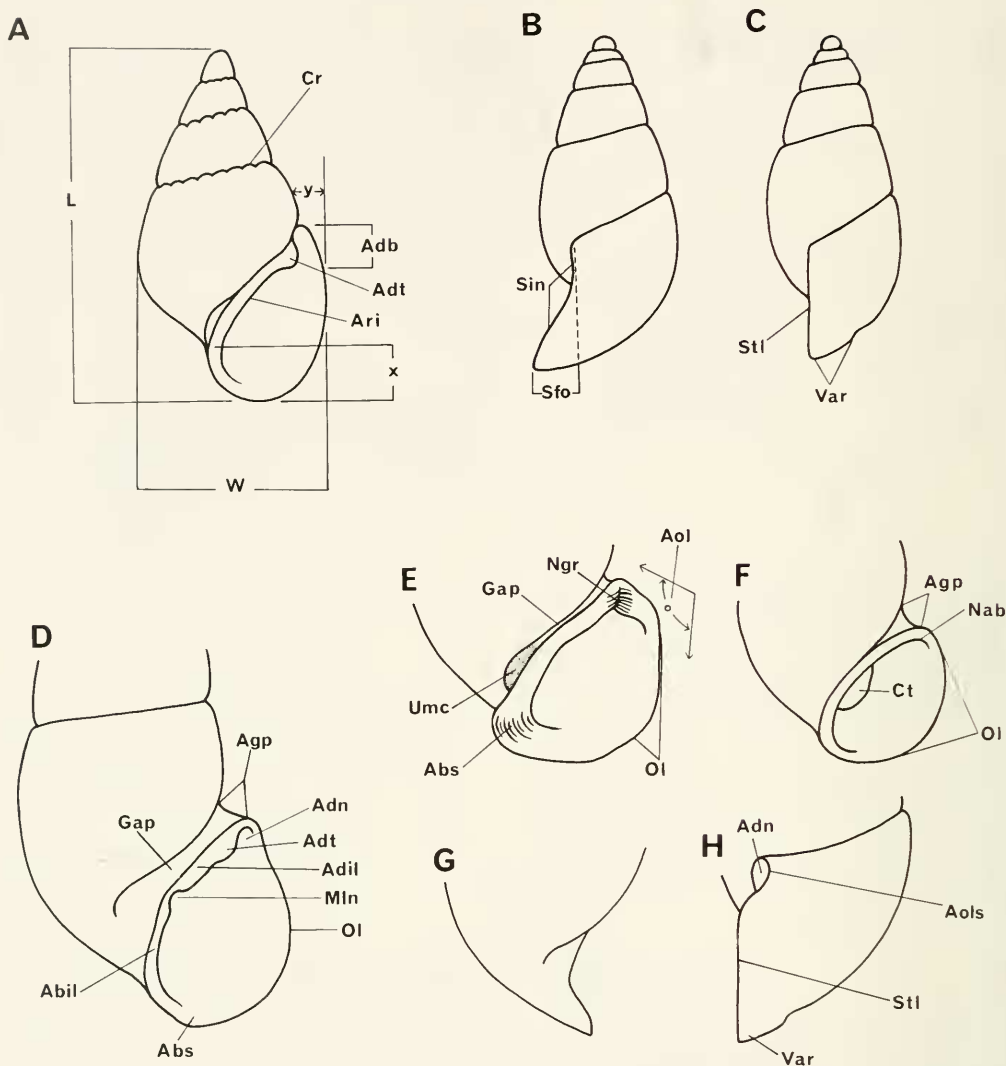 A
B
C
Cr
L
y
Adb
Adt
Ari
x
W
Sin
Sfo
Stl
Var
D
Agp
Adn
Adt
Gap
Adil
Mln
Ol
Abil
Abs
E
Aol
Ngr
Gap
Umc
Abs
Ol
F
Agp
Nab
Ct
Ol
G
H
Adn
Aols
Stl
Var